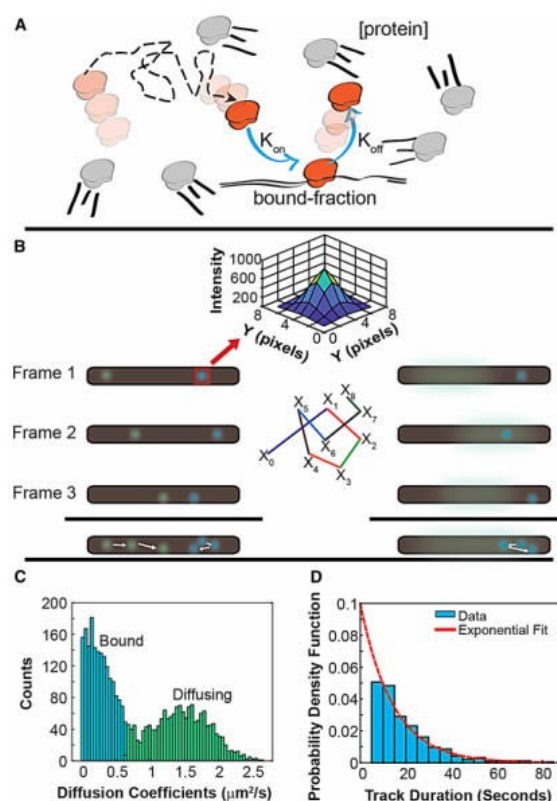 A
[protein]
Kon
Koff
bound-fraction
B
Intensity
1000
600
200
0
8
4
0
0
4
8
Y (pixels)
Y (pixels)
Frame 1
Frame 2
Frame 3
X5
X1
X8
X7
X2
X6
X0
X4
X3
C
200
160
120
80
40
0
Counts
Bound
Diffusing
0 0.5 1.0 1.5 2.0 2.5
Diffusion Coefficients (μm²/s)
D
0.1
0.08
0.06
0.04
0.02
0
Probability Density Function
Data
Exponential Fit
0 20 40 60 80
Track Duration (Seconds)